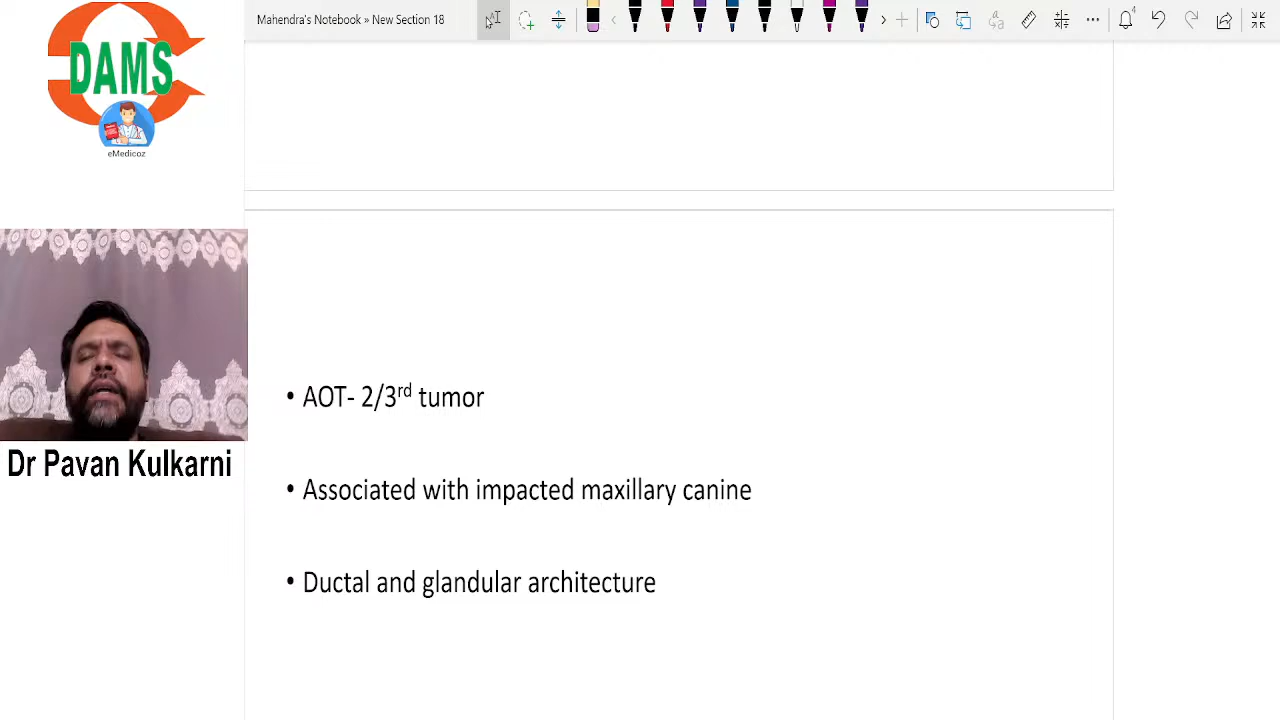 Mahendra's Notebook » New Section 18
DAMS
eMedicoz
Dr Pavan Kulkarni
• AOT- 2/3rd tumor
• Associated with impacted maxillary canine
• Ductal and glandular architecture